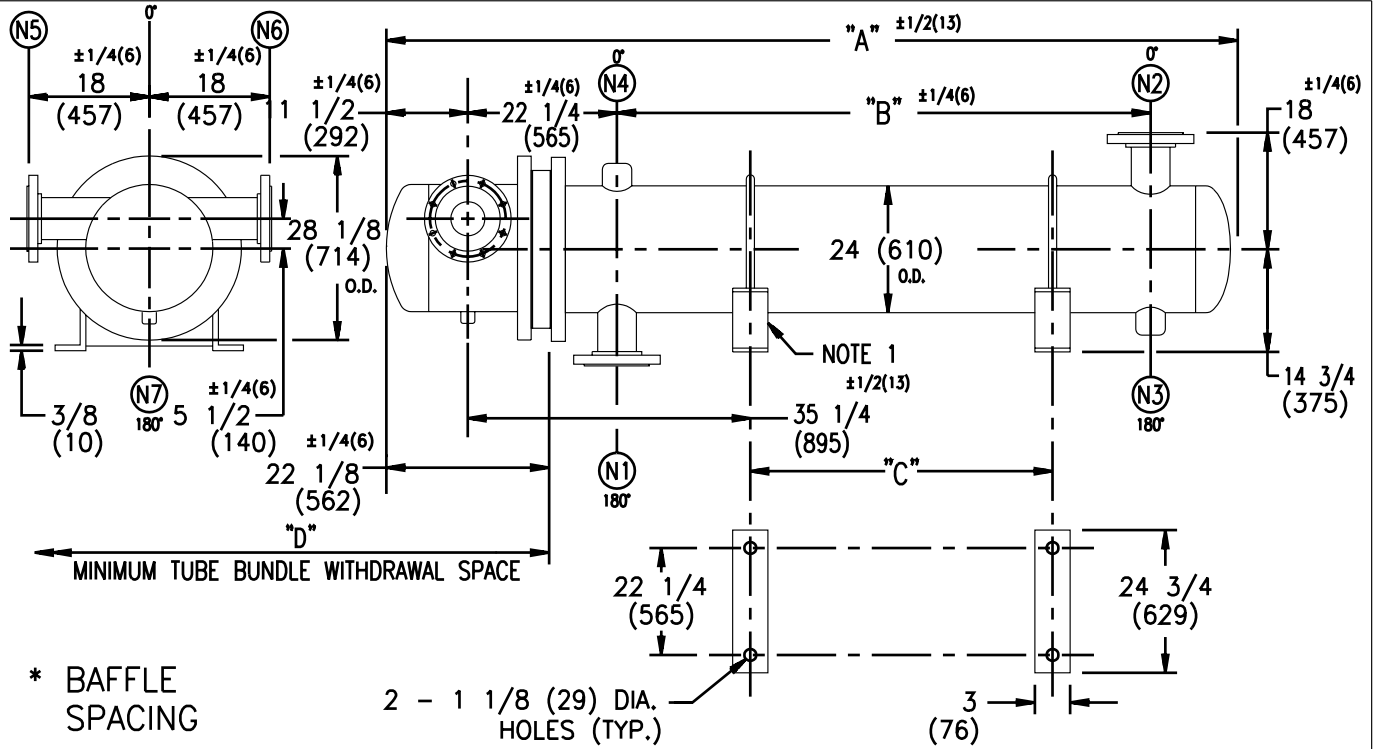 0°
N5
N6
±1/4(6)
±1/4(6)
18
18
(457)
(457)
"A" ±1/2(13)
±1/4(6)
11 1/2
(292)
±1/4(6)
22 1/4
(565)
0°
N4
"B" ±1/4(6)
0°
N2
±1/4(6)
18
(457)
28 1/8
(714)
O.D.
24 (610)
O.D.
NOTE 1
14 3/4
(375)
3/8
(10)
N7
180°
±1/4(6)
5 1/2
(140)
±1/2(13)
35 1/4
(895)
N3
180°
±1/4(6)
22 1/8
(562)
N1
180°
"C"
"D"
MINIMUM TUBE BUNDLE WITHDRAWAL SPACE
22 1/4
(565)
24 3/4
(629)
* BAFFLE
SPACING
2 - 1 1/8 (29) DIA.
HOLES (TYP.)
3
(76)